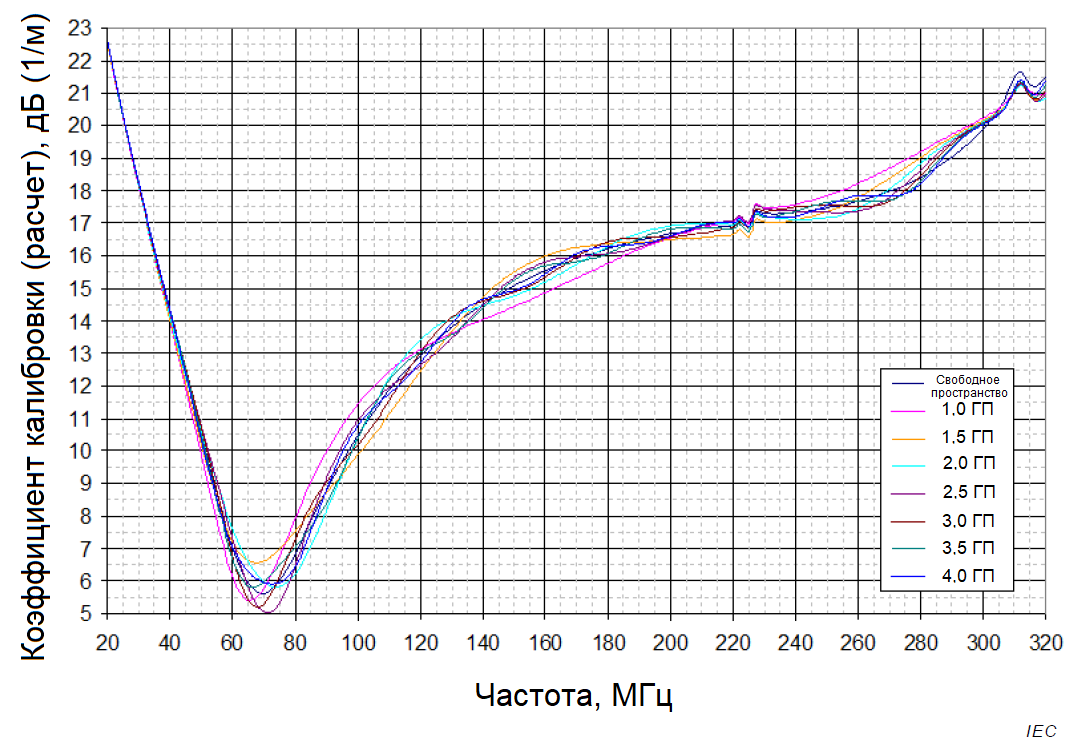 Коэффициент калибровки (расчет), дБ (1/м)
23
22
21
20
19
18
17
16
15
14
13
12
11
10
9
8
7
6
5
20 40 60 80 100 120 140 160 180 200 220 240 260 280 300 320
Частота, МГц
Свободное
пространство
1,0 ГП
1,5 ГП
2,0 ГП
2,5 ГП
3,0 ГП
3,5 ГП
4,0 ГП
IEC